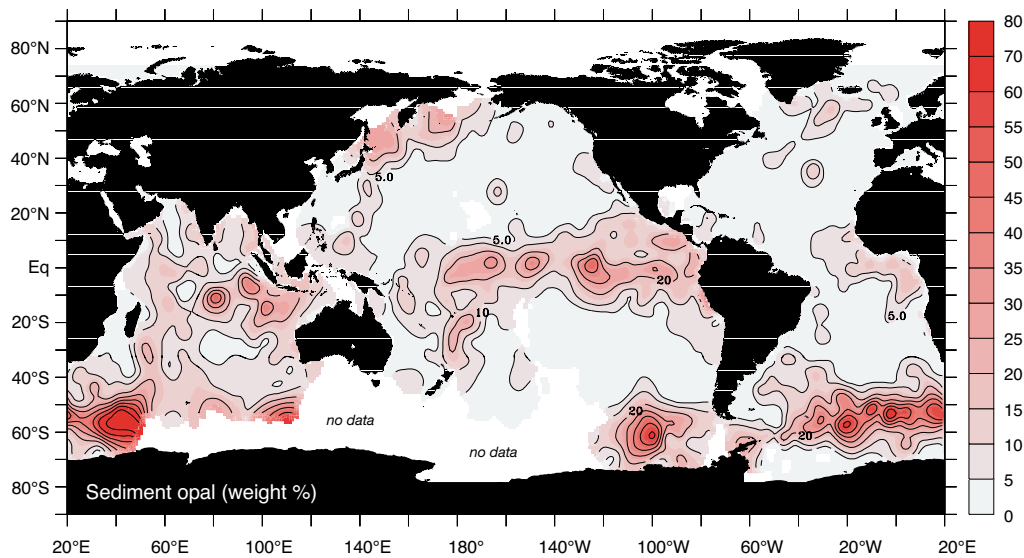 80
80°N
70
60°N
60
55
40°N
50
5.0
45
20°N
5.0
40
Eq
20
35
10
5.0
30
20°S
25
40°S
20
20
no data
15
60°S
20
no data
10
80°S
Sediment opal (weight %)
5
0
20°E
60°E
100°E
140°E
180°
140°W
100°W
60°W
20°W
20°E